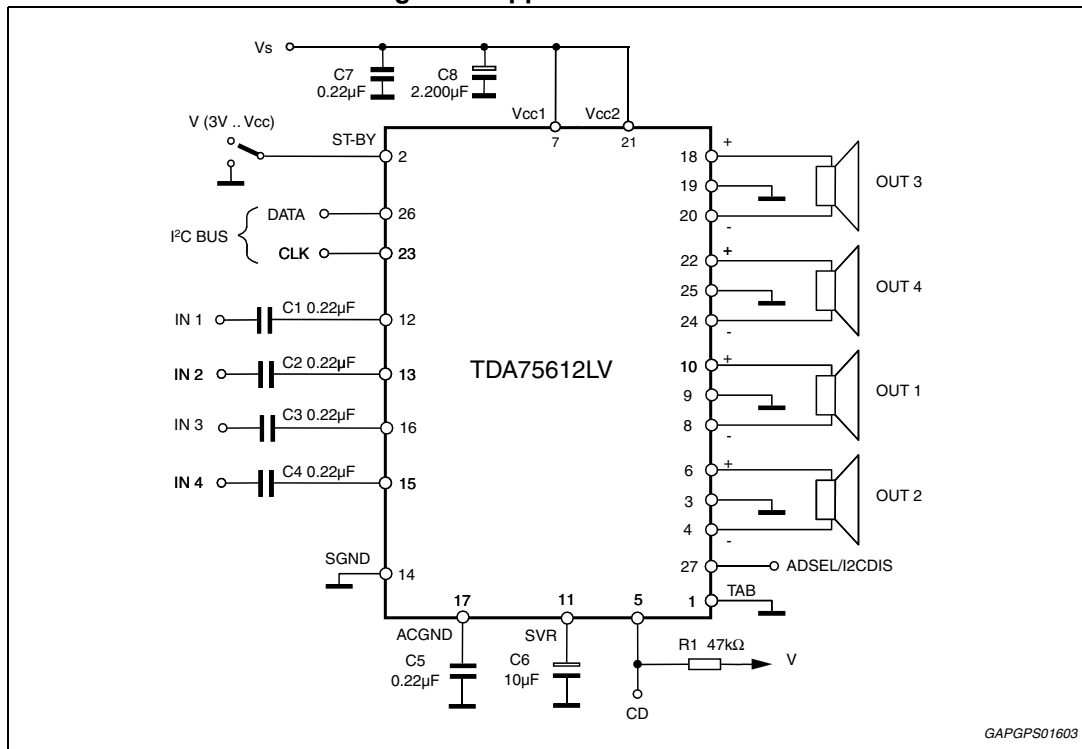 Vs
C7
0.22µF
C8
2.200µF
Vcc1
Vcc2
7
21
V (3V .. Vcc)
ST-BY
2
I²C BUS
DATA
26
CLK
23
IN 1
C1 0.22µF
12
IN 2
C2 0.22µF
13
IN 3
C3 0.22µF
16
IN 4
C4 0.22µF
15
SGND
14
TDA75612LV
18
+
19
20
-
OUT 3
22
+
25
24
-
OUT 4
10
+
9
8
-
OUT 1
6
+
3
4
-
OUT 2
27
ADSEL/I2CDIS
1
TAB
17
ACGND
C5
0.22µF
11
SVR
C6
10µF
5
R1 47kΩ
V
CD
GAPGPS01603